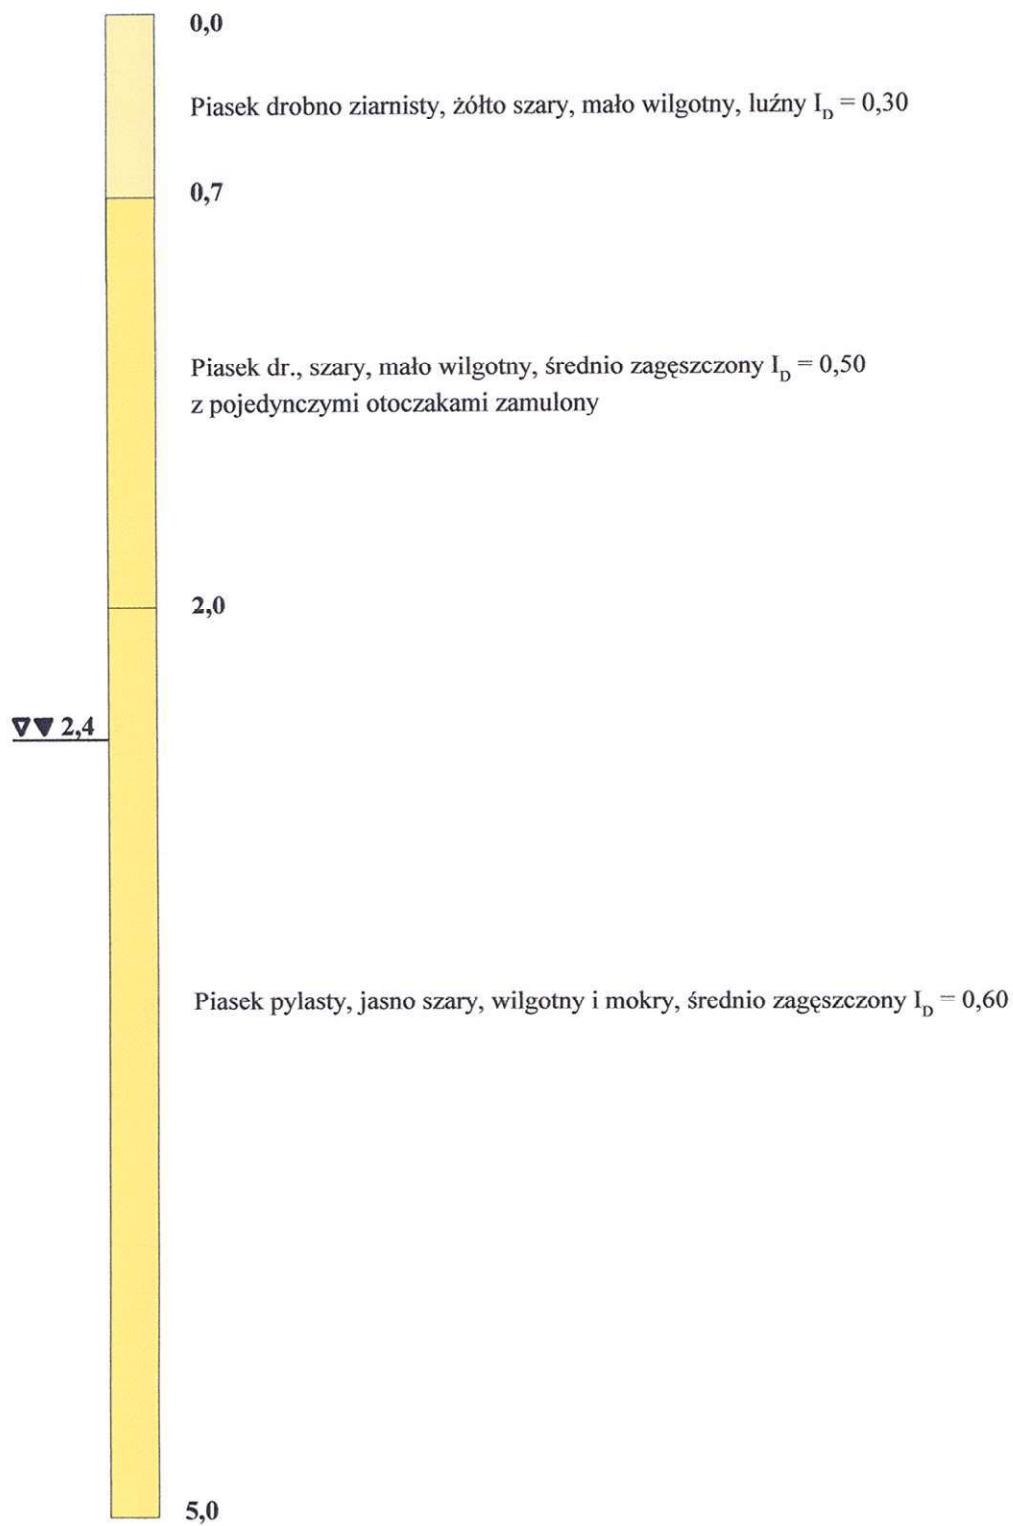 0,0
Piasek drobno ziarnisty, żółto szary, mało wilgotny, luźny I_D = 0,30
0,7
Piasek dr., szary, mało wilgotny, średnio zagęszczony I_D = 0,50
z pojedynczymi otoczakami zamulony
2,0
▽▼ 2,4
Piasek pylasty, jasno szary, wilgotny i mokry, średnio zagęszczony I_D = 0,60
5,0